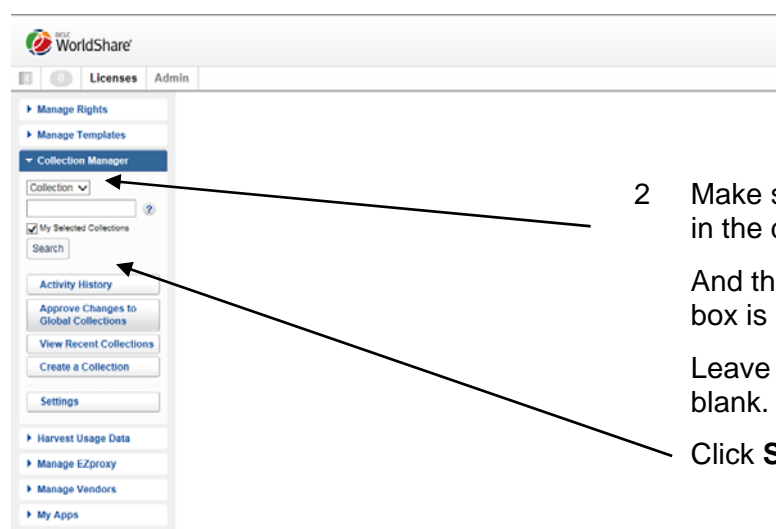 OCLC
WorldShare®
0 Licenses Admin
Manage Rights
Manage Templates
Collection Manager
Collection
?
My Selected Collections
Search
Activity History
Approve Changes to
Global Collections
View Recent Collections
Create a Collection
Settings
Harvest Usage Data
Manage EZproxy
Manage Vendors
My Apps
2 Make s
in the
And th
box is
Leave
blank.
Click S